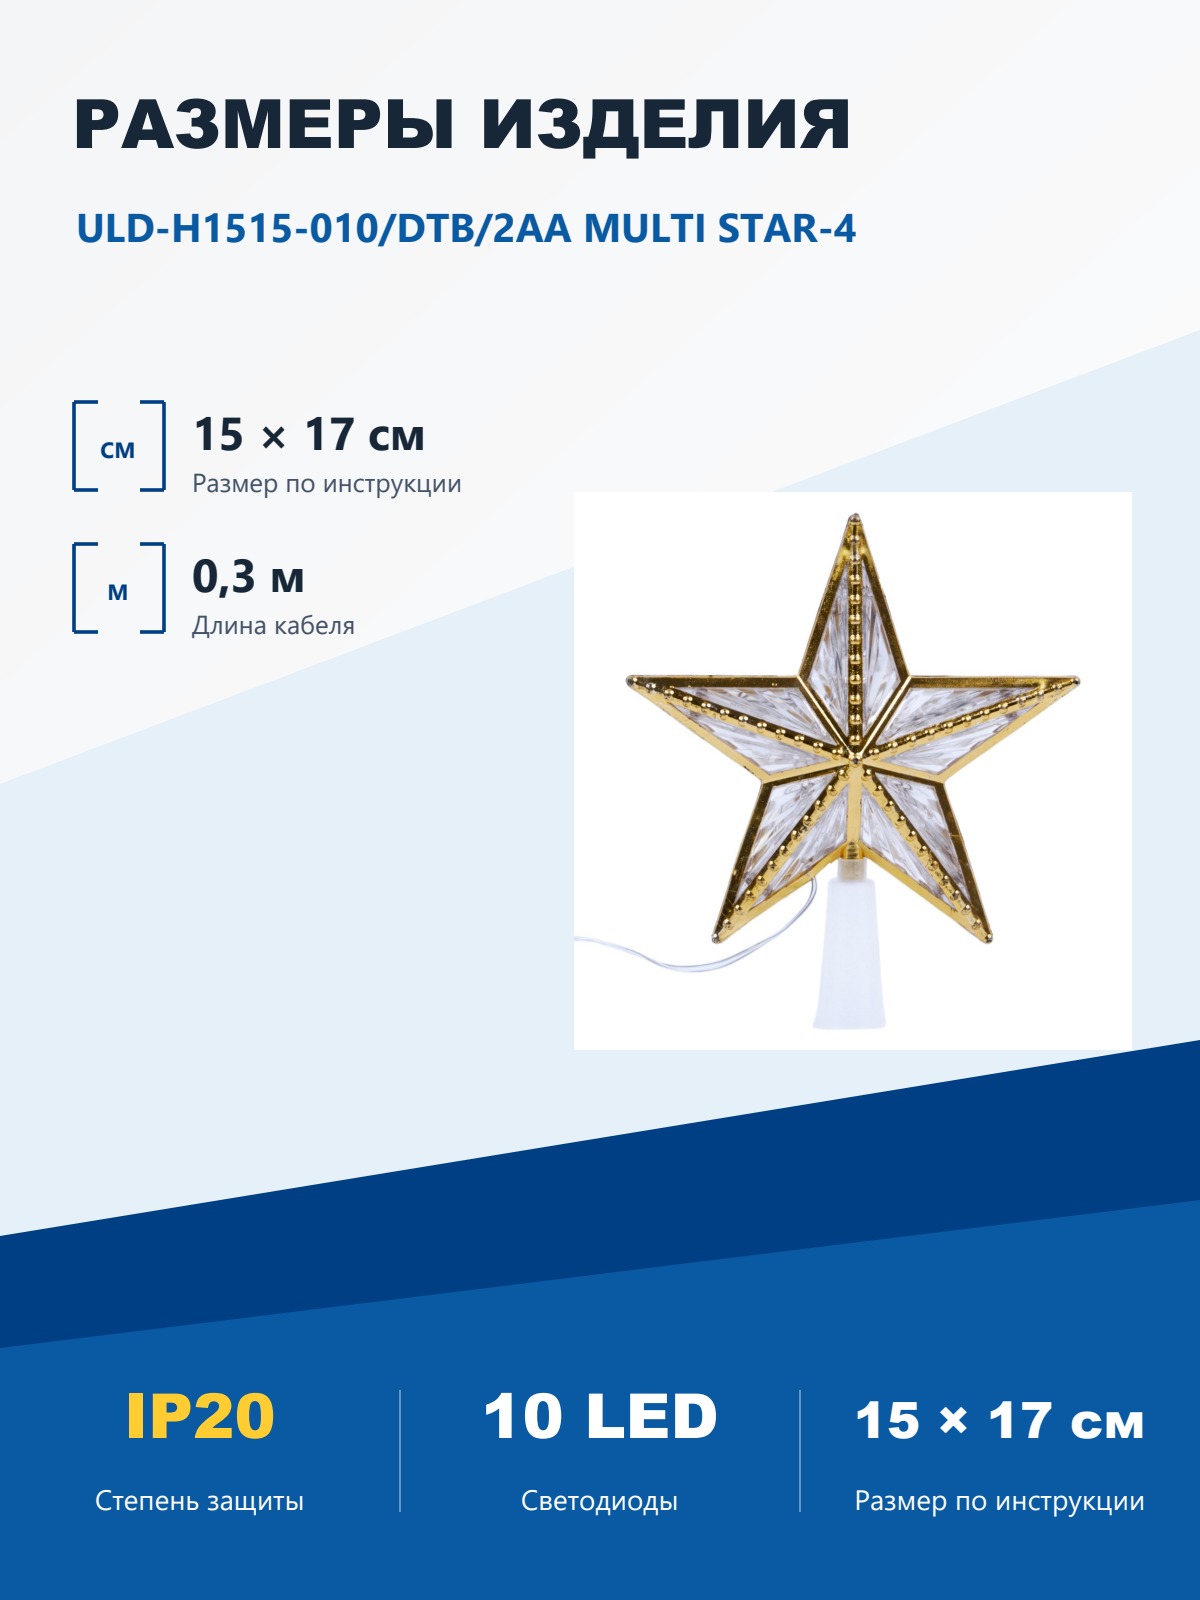 РАЗМЕРЫ ИЗДЕЛИЯ
ULD-H1515-010/DTB/2AA MULTI STAR-4
см
15 × 17 см
Размер по инструкции
м
0,3 м
Длина кабеля
IP20
Степень защиты
10 LED
Светодиоды
15 × 17 см
Размер по инструкции